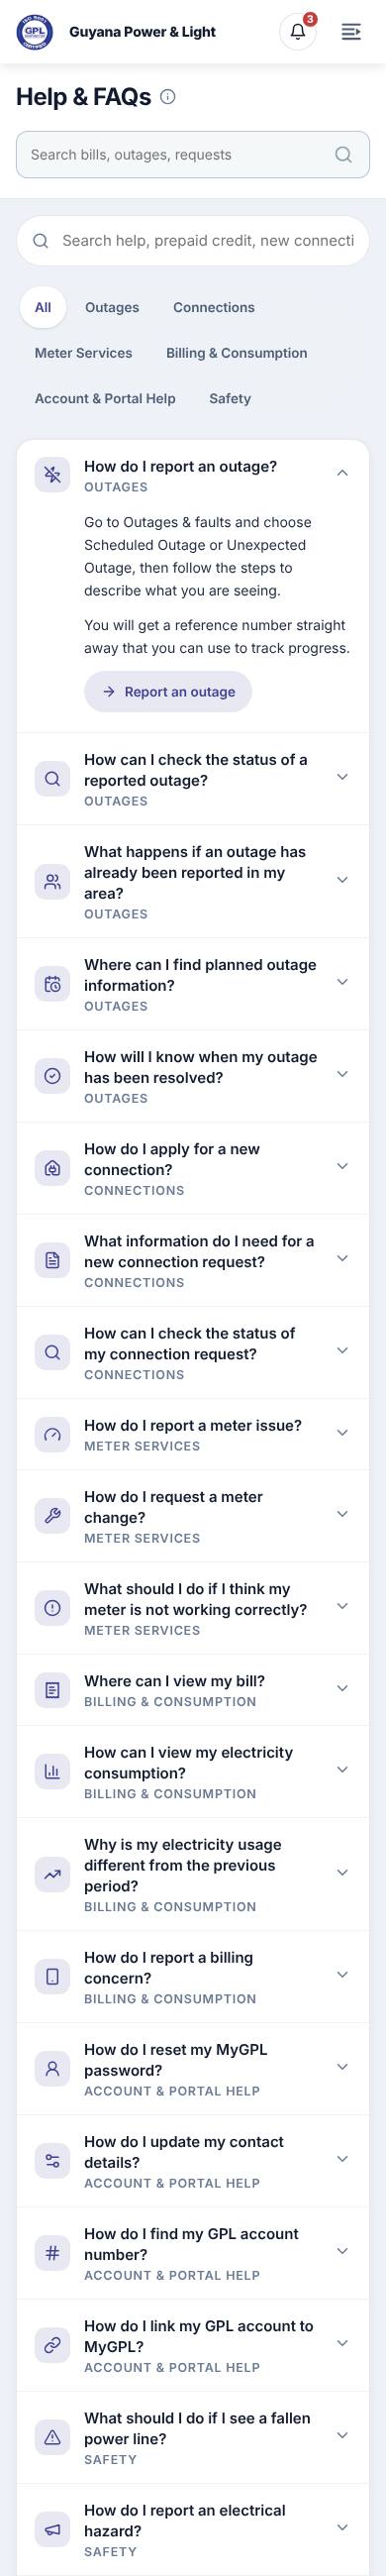 GPL
Guyana Power & Light
3
Help & FAQs
Search bills, outages, requests
Search help, prepaid credit, new connecti
All
Outages
Connections
Meter Services
Billing & Consumption
Account & Portal Help
Safety
How do I report an outage?
OUTAGES
Go to Outages & faults and choose
Scheduled Outage or Unexpected
Outage, then follow the steps to
describe what you are seeing.
You will get a reference number straight
away that you can use to track progress.
Report an outage
How can I check the status of a
reported outage?
OUTAGES
What happens if an outage has
already been reported in my
area?
OUTAGES
Where can I find planned outage
information?
OUTAGES
How will I know when my outage
has been resolved?
OUTAGES
How do I apply for a new
connection?
CONNECTIONS
What information do I need for a
new connection request?
CONNECTIONS
How can I check the status of
my connection request?
CONNECTIONS
How do I report a meter issue?
METER SERVICES
How do I request a meter
change?
METER SERVICES
What should I do if I think my
meter is not working correctly?
METER SERVICES
Where can I view my bill?
BILLING & CONSUMPTION
How can I view my electricity
consumption?
BILLING & CONSUMPTION
Why is my electricity usage
different from the previous
period?
BILLING & CONSUMPTION
How do I report a billing
concern?
BILLING & CONSUMPTION
How do I reset my MyGPL
password?
ACCOUNT & PORTAL HELP
How do I update my contact
details?
ACCOUNT & PORTAL HELP
How do I find my GPL account
number?
ACCOUNT & PORTAL HELP
How do I link my GPL account to
MyGPL?
ACCOUNT & PORTAL HELP
What should I do if I see a fallen
power line?
SAFETY
How do I report an electrical
hazard?
SAFETY